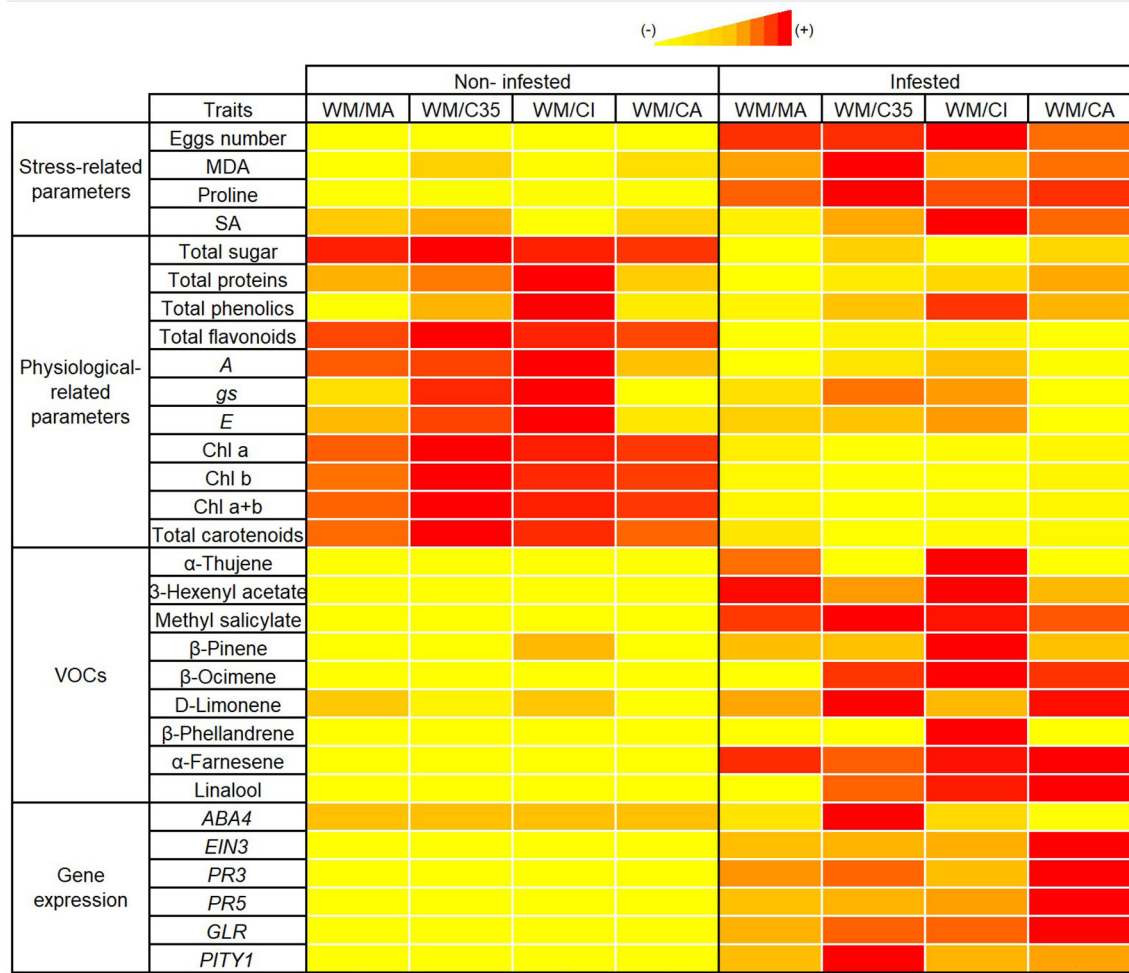 (-) (+)
Non- infested Infested
Traits WM/MA WM/C35 WM/CI WM/CA WM/MA WM/C35 WM/CI WM/CA
Stress-related
parameters
Eggs number
MDA
Proline
SA
Physiological-
related
parameters
Total sugar
Total proteins
Total phenolics
Total flavonoids
A
gs
E
Chl a
Chl b
Chl a+b
Total carotenoids
VOCs
α-Thujene
3-Hexenyl acetate
Methyl salicylate
β-Pinene
β-Ocimene
D-Limonene
β-Phellandrene
α-Farnesene
Linalool
Gene
expression
ABA4
EIN3
PR3
PR5
GLR
PITY1